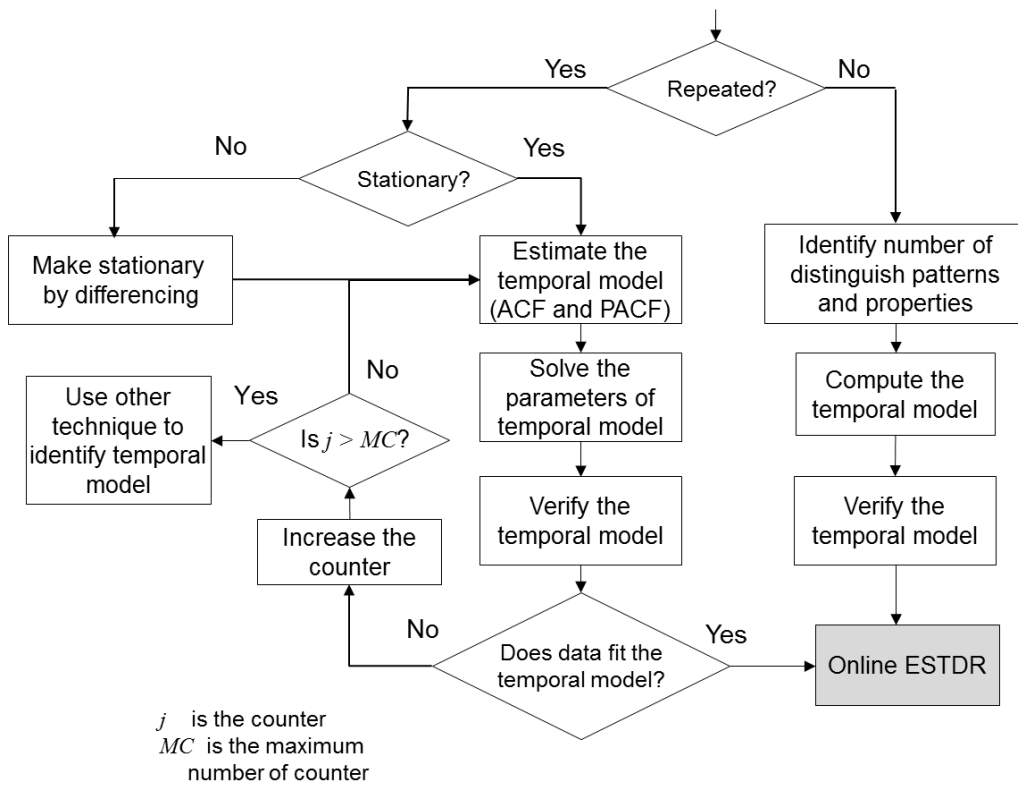 Yes
Repeated?
No
No
Stationary?
Yes
Make stationary
by differencing
Estimate the
temporal model
(ACF and PACF)
Identify number of
distinguish patterns
and properties
Solve the
parameters of
temporal model
Compute the
temporal model
Use other
technique to
identify temporal
model
Yes
No
Is j > MC?
Verify the
temporal model
Verify the
temporal model
Increase the
counter
No
Does data fit the
temporal model?
Yes
Online ESTDR
j is the counter
MC is the maximum
number of counter